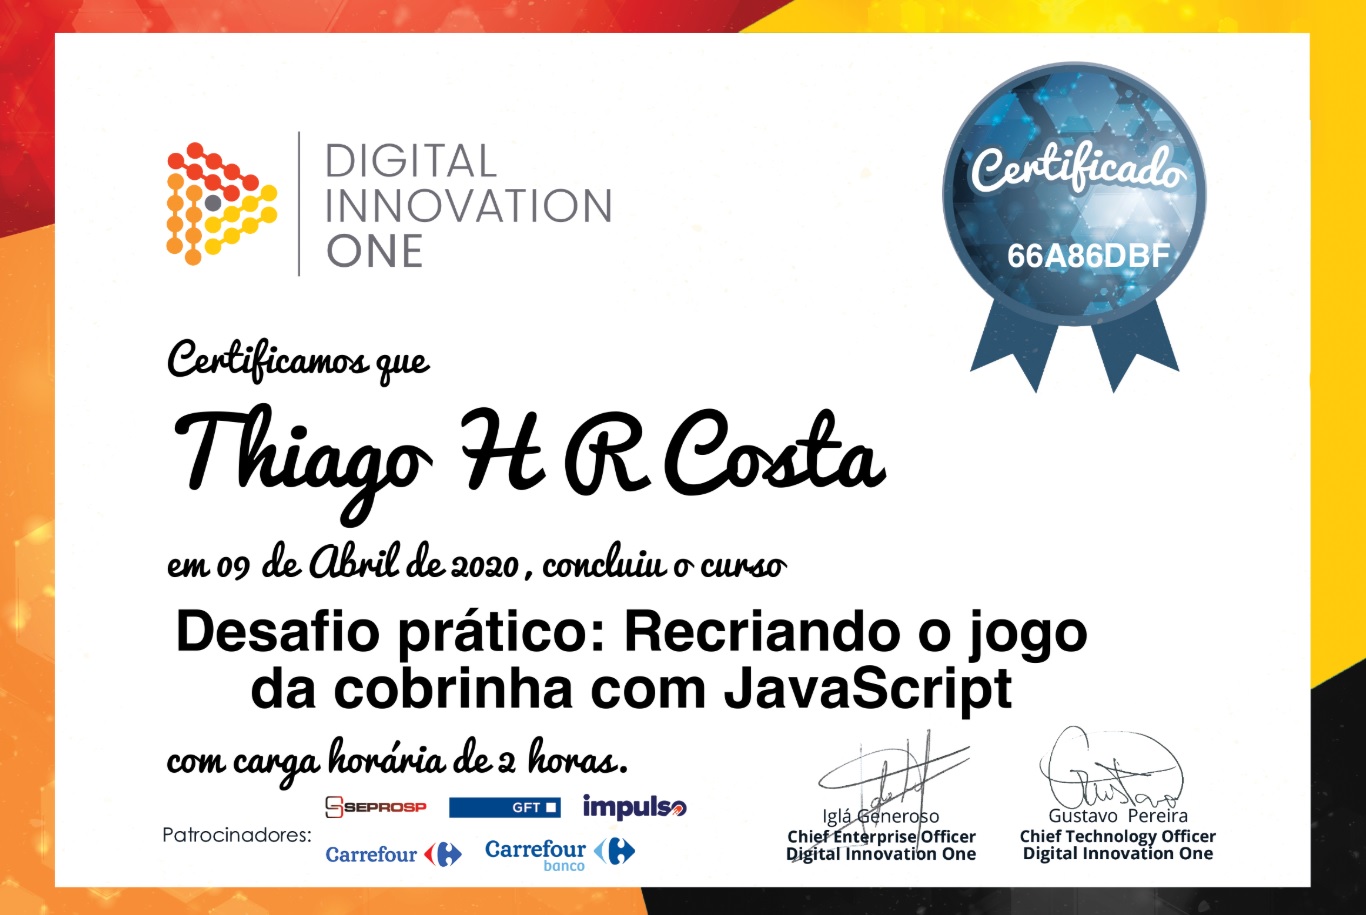 DIGITAL
INNOVATION
ONE
Certificado
66A86DBF
Certificamos que
Thiago H R Costa
em 09 de Abril de 2020, concluiu o curso
Desafio prático: Recriando o jogo
da cobrinha com JavaScript
com carga horária de 2 horas.
Patrocinadores:
SEPROSP
GFT
impulso
Carrefour
Carrefour
banco
Iglá Generoso
Chief Enterprise Officer
Digital Innovation One
Gustavo
Gustavo Pereira
Chief Technology Officer
Digital Innovation One